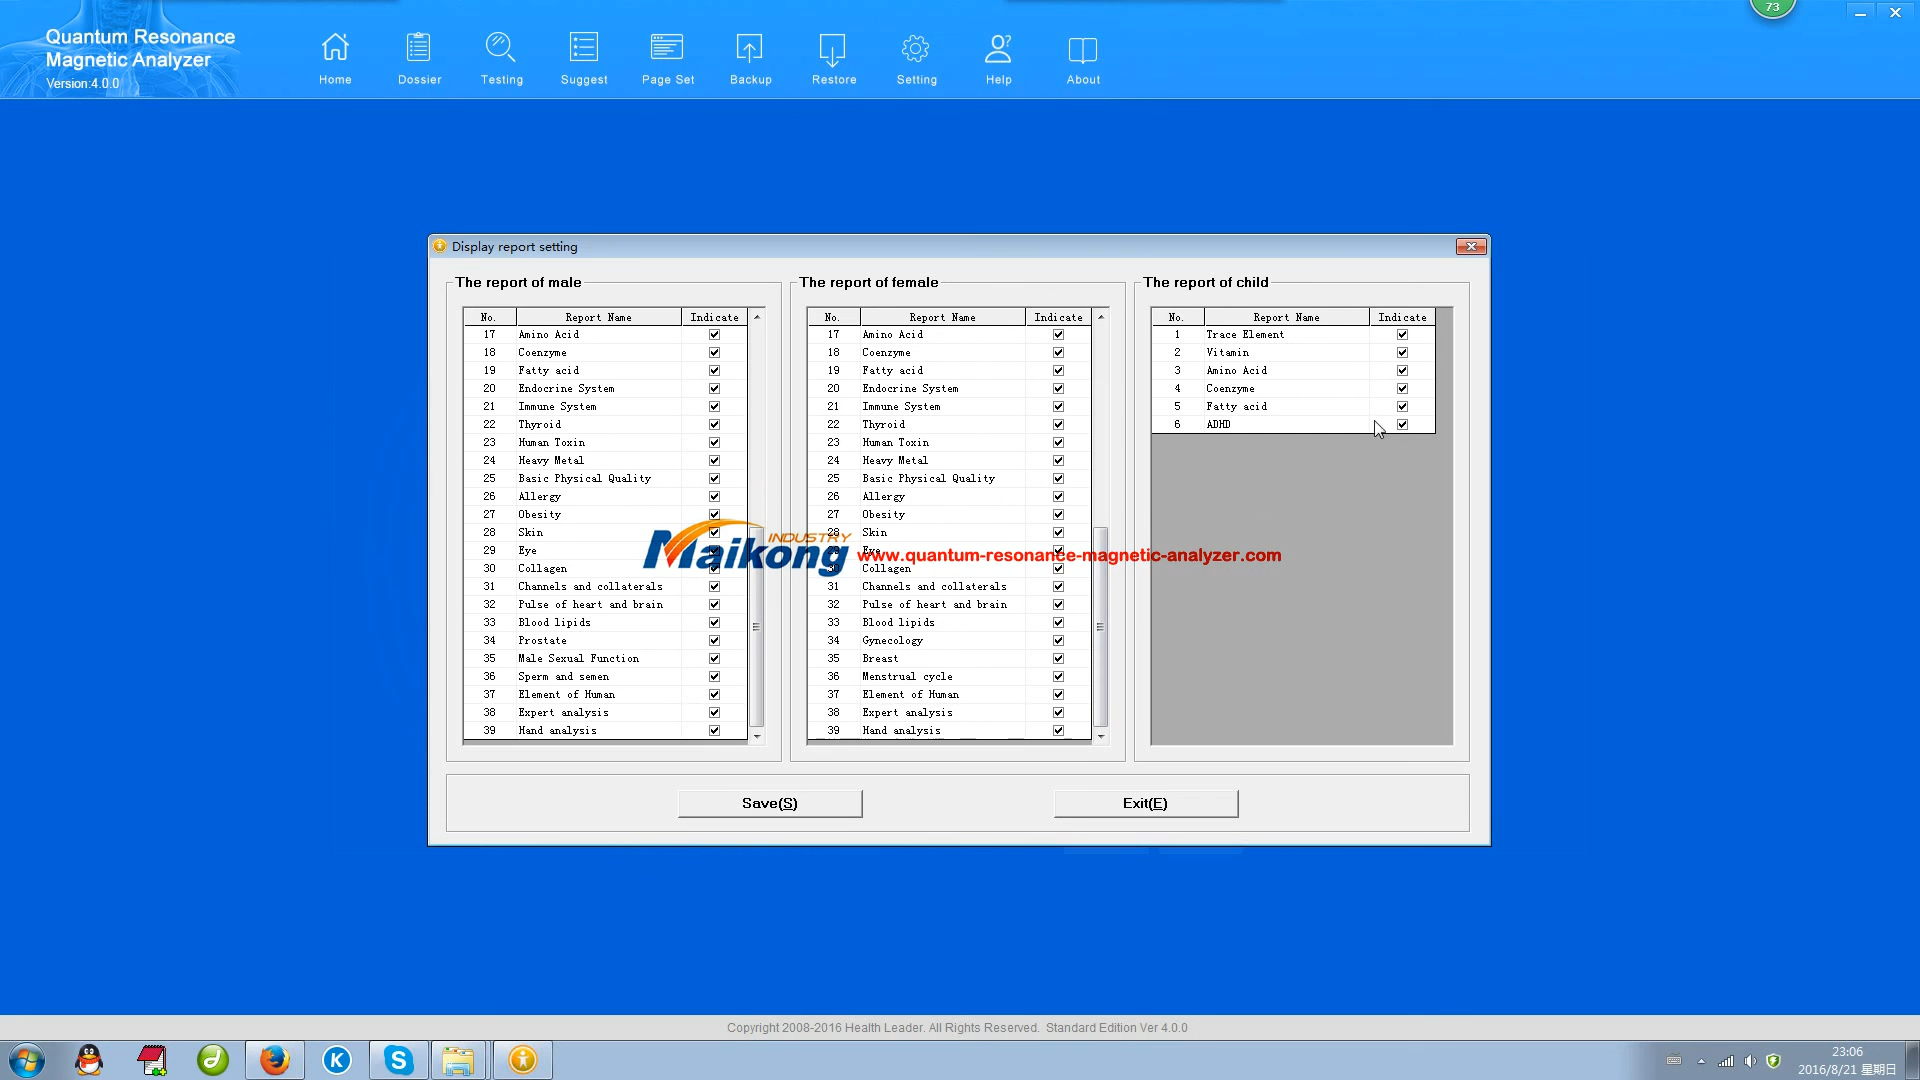 73
Quantum Resonance
Magnetic Analyzer
Version:4.0.0
Home
Dossier
Testing
Suggest
Page Set
Backup
Restore
Setting
Help
About
Display report setting
The report of male
No. Report Name Indicate
17 Amino Acid
18 Coenzyme
19 Fatty acid
20 Endocrine System
21 Immune System
22 Thyroid
23 Human Toxin
24 Heavy Metal
25 Basic Physical Quality
26 Allergy
27 Obesity
28 Skin
29 Eye
30 Collagen
31 Channels and collaterals
32 Pulse of heart and brain
33 Blood lipids
34 Prostate
35 Male Sexual Function
36 Sperm and semen
37 Element of Human
38 Expert analysis
39 Hand analysis
The report of female
No. Report Name Indicate
17 Amino Acid
18 Coenzyme
19 Fatty acid
20 Endocrine System
21 Immune System
22 Thyroid
23 Human Toxin
24 Heavy Metal
25 Basic Physical Quality
26 Allergy
27 Obesity
28 Skin
29 Eye
30 Collagen
31 Channels and collaterals
32 Pulse of heart and brain
33 Blood lipids
34 Gynecology
35 Breast
36 Menstrual cycle
37 Element of Human
38 Expert analysis
39 Hand analysis
The report of child
No. Report Name Indicate
1 Trace Element
2 Vitamin
3 Amino Acid
4 Coenzyme
5 Fatty acid
6 ADHD
Maikong INDUSTRY
www.quantum-resonance-magnetic-analyzer.com
Save(S)
Exit(E)
Copyright 2008-2016 Health Leader. All Rights Reserved. Standard Edition Ver 4.0.0
23:06
2016/8/21 星期日